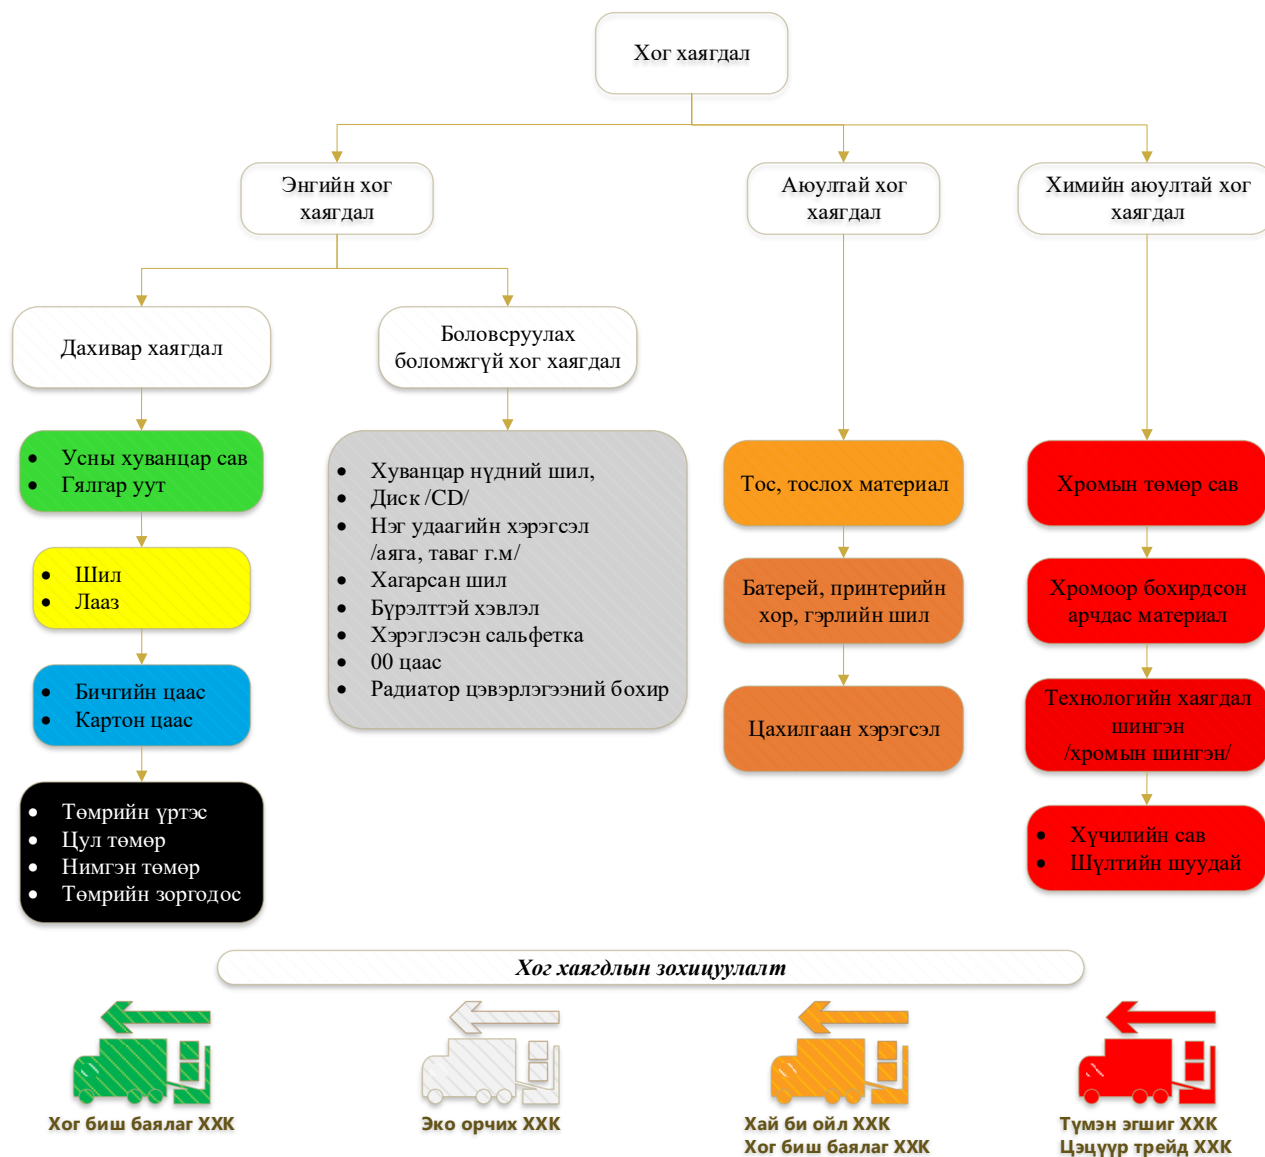 Хог хаягдал
Энгийн хог
хаягдал
Аюултай хог
хаягдал
Химийн аюултай хог
хаягдал
Дахивар хаягдал
Боловсруулах
боломжгүй хог хаягдал
• Усны хуванцар сав
• Гялгар уут
• Шил
• Лааз
• Бичгийн цаас
• Картон цаас
• Төмрийн үртэс
• Цул төмөр
• Нимгэн төмөр
• Төмрийн зоргодос
• Хуванцар нүдний шил,
• Диск /CD/
• Нэг удаагийн хэрэгсэл
/аяга, таваг г.м/
• Хагарсан шил
• Бүрэлттэй хэвлэл
• Хэрэглэсэн сальфетка
• 00 цаас
• Радиатор цэвэрлэгээний бохир
Тос, тослох материал
Батерей, принтерийн
хор, гэрлийн шил
Цахилгаан хэрэгсэл
Хромын төмөр сав
Хромоор бохирдсон
арчдас материал
Технологийн хаягдал
шингэн
/хромын шингэн/
• Хүчилийн сав
• Шүлтийн шуудай
Хог хаягдлын зохицуулалт
Хог биш баялаг ХХК
Эко орчих ХХК
Хай би ойл ХХК
Хог биш баялаг ХХК
Түмэн эгшиг ХХК
Цэцүүр трейд ХХК